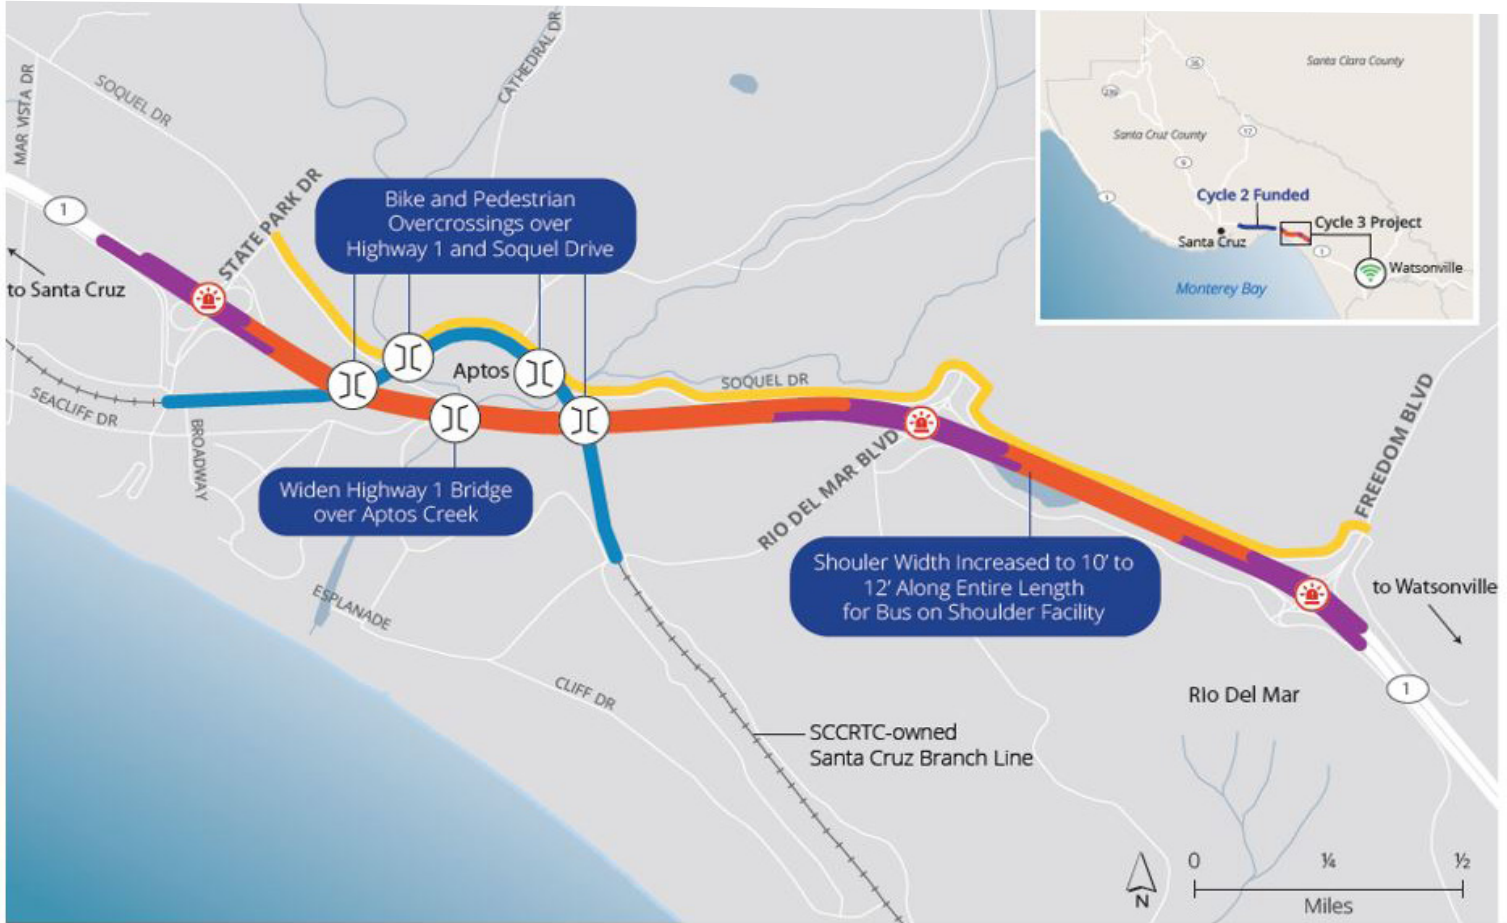 MAR VISTA DR
SOQUEL DR
CATHEDRAL DR
STATE PARK DR
1
to Santa Cruz
Bike and Pedestrian
Overcrossings over
Highway 1 and Soquel Drive
Aptos
SEACLIFF DR
BROADWAY
Widen Highway 1 Bridge
over Aptos Creek
SOQUEL DR
RIO DEL MAR BLVD
FREEDOM BLVD
Shouler Width Increased to 10’ to
12’ Along Entire Length
for Bus on Shoulder Facility
to Watsonville
1
RIo Del Mar
ESPLANADE
CLIFF DR
SCCRTC-owned
Santa Cruz Branch Line
N
0 ¼ ½
Miles
Santa Clara County
Santa Cruz County
9
1
Cycle 2 Funded
Cycle 3 Project
Santa Cruz
1
Watsonville
Monterey Bay